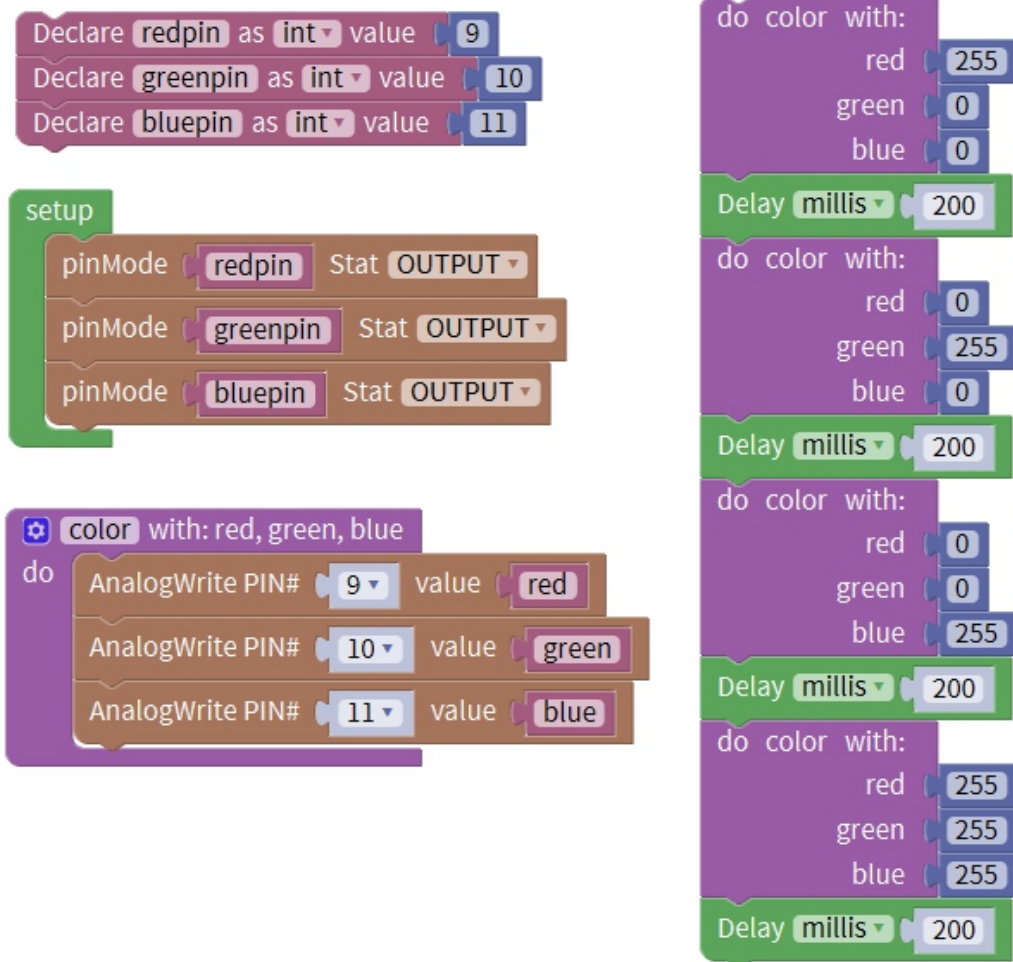 Declare redpin as int value 9
Declare greenpin as int value 10
Declare bluepin as int value 11
setup
pinMode redpin Stat OUTPUT
pinMode greenpin Stat OUTPUT
pinMode bluepin Stat OUTPUT
color with: red, green, blue
do
AnalogWrite PIN# 9 value red
AnalogWrite PIN# 10 value green
AnalogWrite PIN# 11 value blue
do color with:
red 255
green 0
blue 0
Delay millis 200
do color with:
red 0
green 255
blue 0
Delay millis 200
do color with:
red 0
green 0
blue 255
Delay millis 200
do color with:
red 255
green 255
blue 255
Delay millis 200